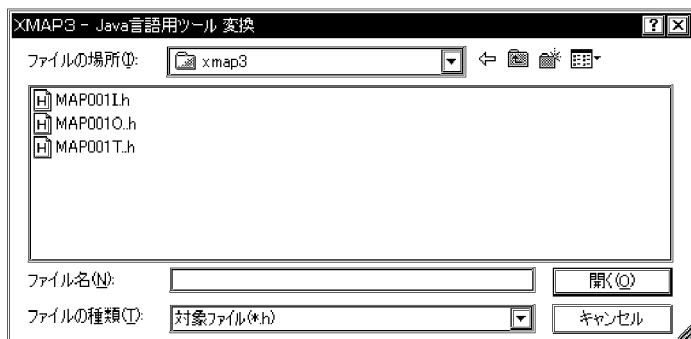 XMAP3 - Java言語用ツール 変換
ファイルの場所(I):
xmap3
MAP001I.h
MAP001O.h
MAP001T.h
ファイル名(N):
開く(O)
ファイルの種類(T):
対象ファイル(*.h)
キャンセル